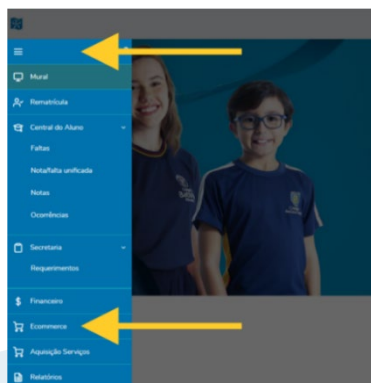 Mural
Rematrícula
Central do Aluno
Faltas
Nota/falta unificada
Notas
Ocorrências
Secretaria
Requerimentos
Financeiro
Ecommerce
Aquisição Serviços
Relatórios